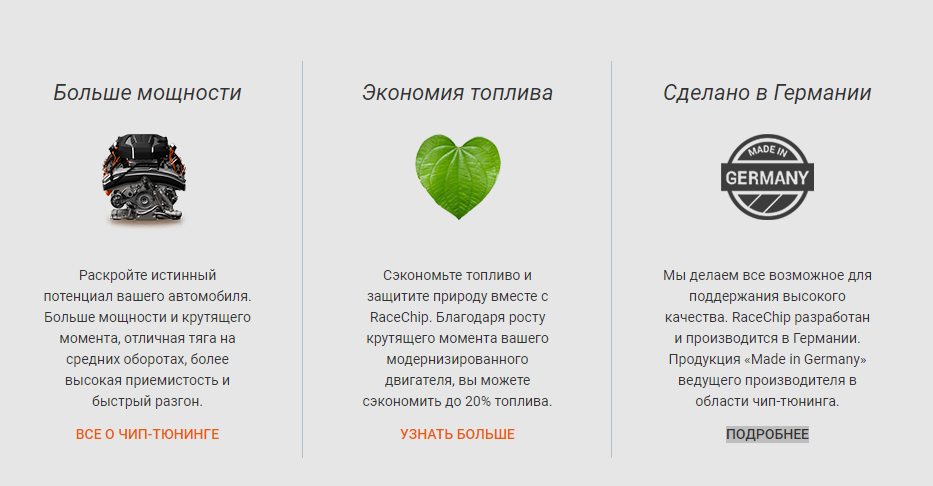 Больше мощности
Раскройте истинный
потенциал вашего автомобиля.
Больше мощности и крутящего
момента, отличная тяга на
средних оборотах, более
высокая приемистость и
быстрый разгон.
ВСЕ О ЧИП-ТЮНИНГЕ
Экономия топлива
Сэкономьте топливо и
защитите природу вместе с
RaceChip. Благодаря росту
крутящего момента вашего
модернизированного
двигателя, вы можете
сэкономить до 20% топлива.
УЗНАТЬ БОЛЬШЕ
Сделано в Германии
MADE IN
GERMANY
Мы делаем все возможное для
поддержания высокого
качества. RaceChip разработан
и производится в Германии.
Продукция «Made in Germany»
ведущего производителя в
области чип-тюнинга.
ПОДРОБНЕЕ